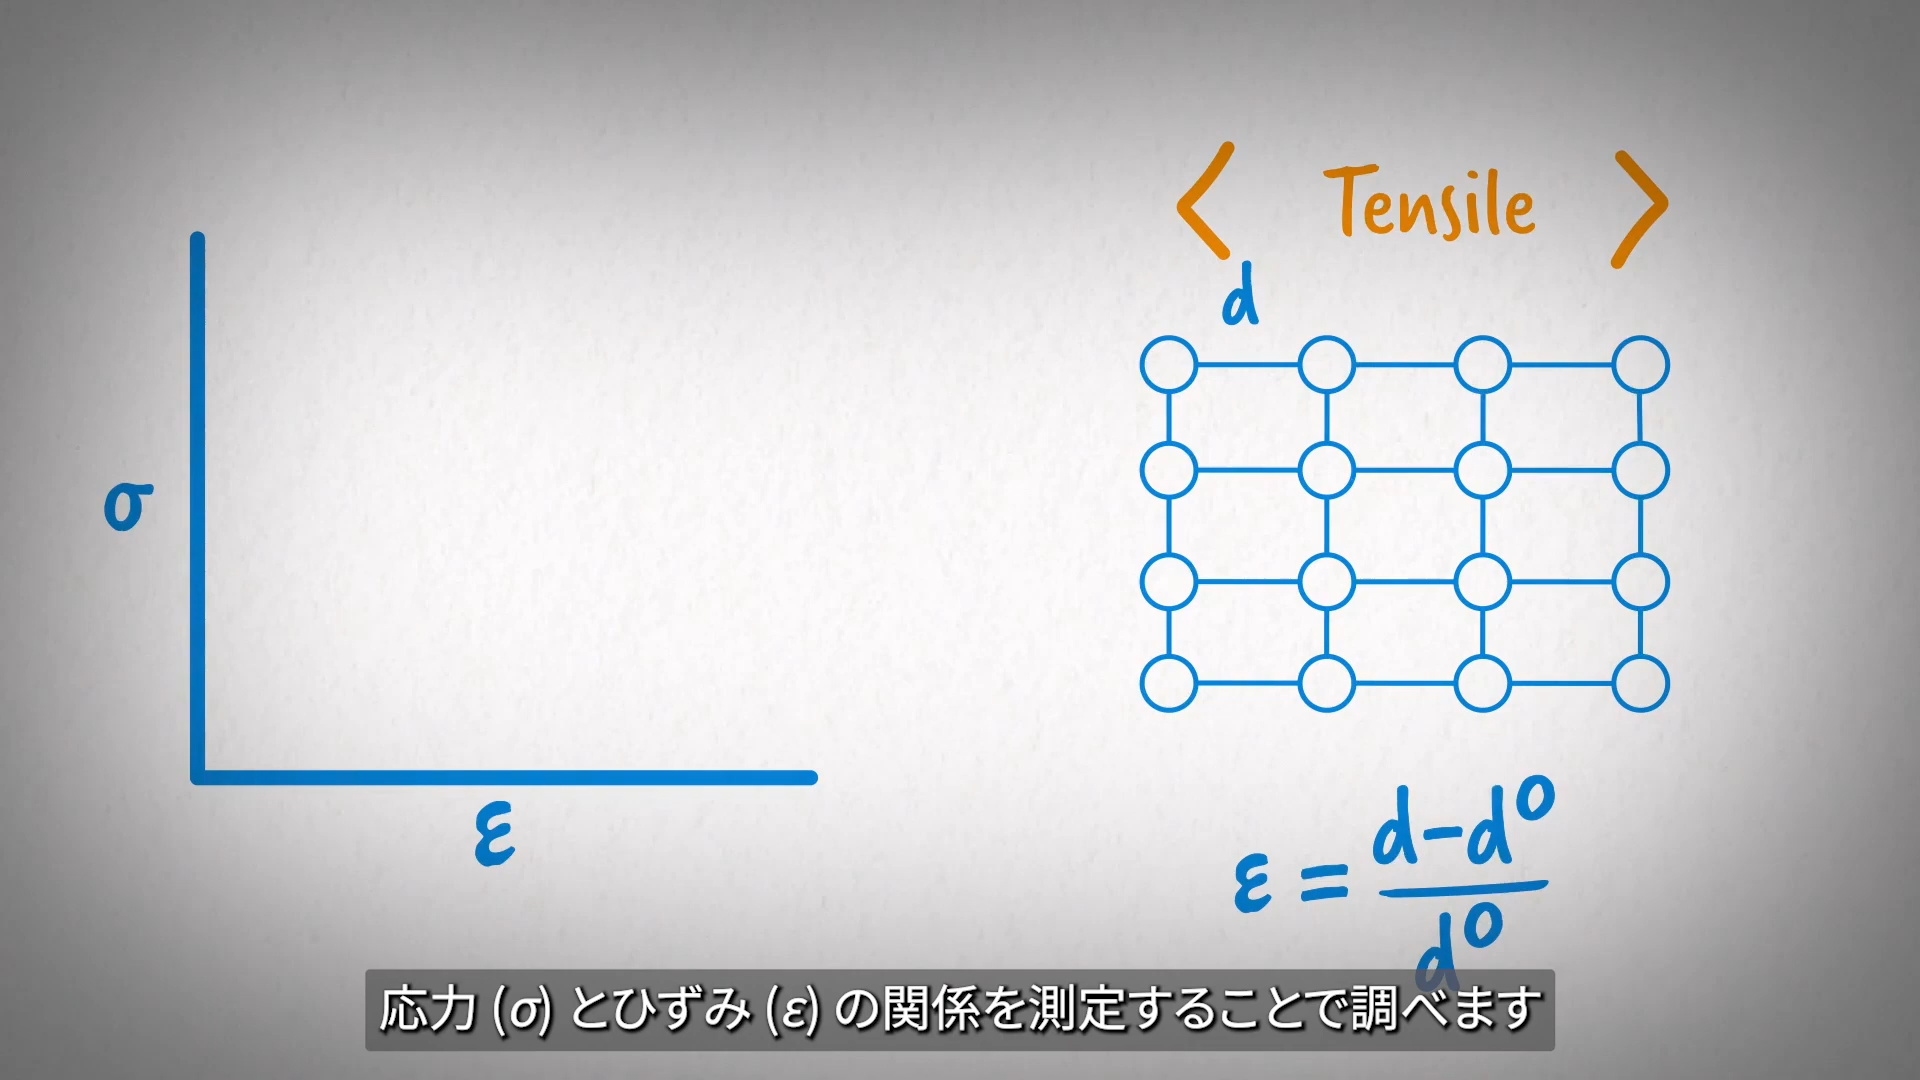 Tensile
d
σ
ε
ε = d-d⁰
d⁰
応力 (σ) とひずみ (ε) の関係を測定することで調べます